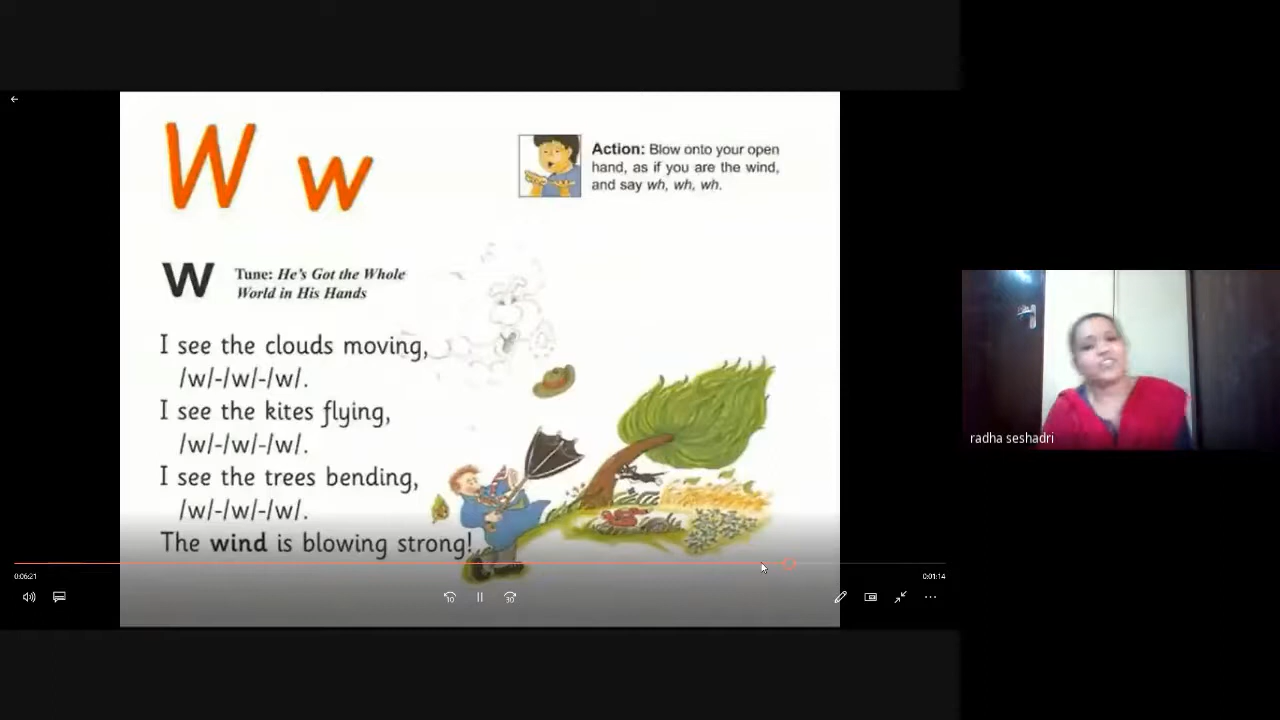 W w
Action: Blow onto your open
hand, as if you are the wind,
and say wh, wh, wh.
w
Tune: He's Got the Whole
World in His Hands
I see the clouds moving,
/w/-/w/-/w/.
I see the kites flying,
/w/-/w/-/w/.
I see the trees bending,
/w/-/w/-/w/.
The wind is blowing strong!
radha seshadri
0:06:21
0:01:14
10
30